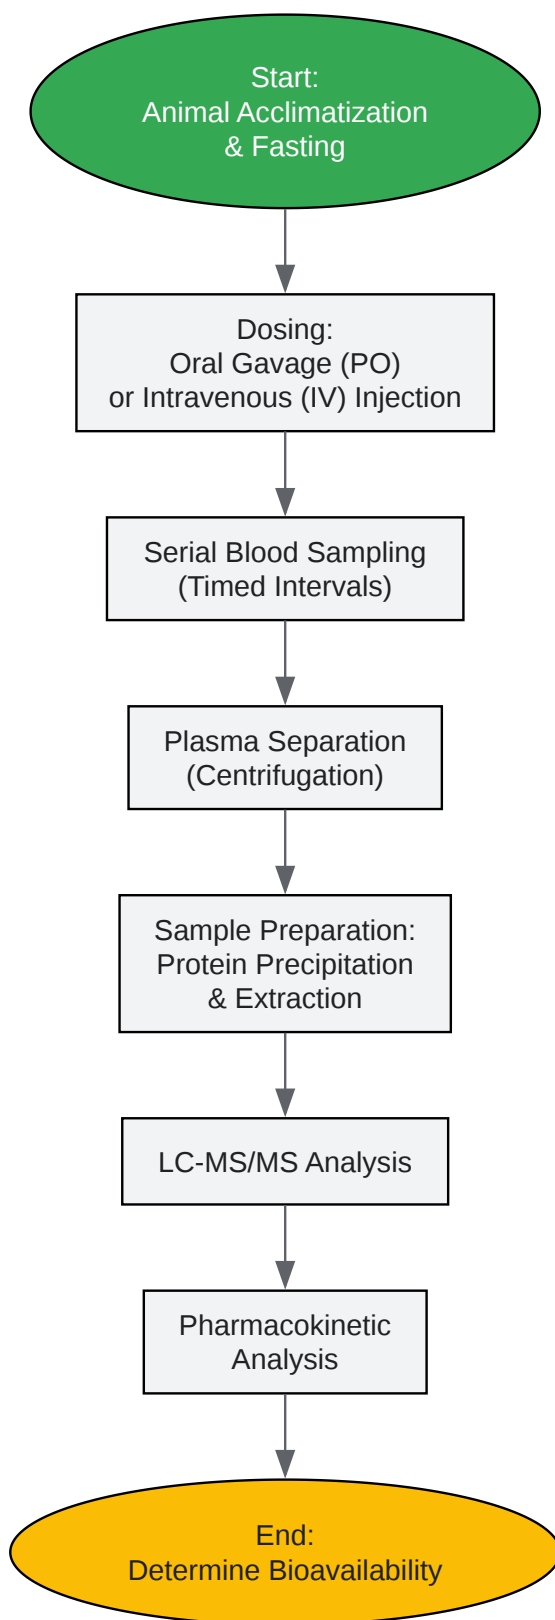 Start:
Animal Acclimatization
& Fasting
Dosing:
Oral Gavage (PO)
or Intravenous (IV) Injection
Serial Blood Sampling
(Timed Intervals)
Plasma Separation
(Centrifugation)
Sample Preparation:
Protein Precipitation
& Extraction
LC-MS/MS Analysis
Pharmacokinetic
Analysis
End:
Determine Bioavailability